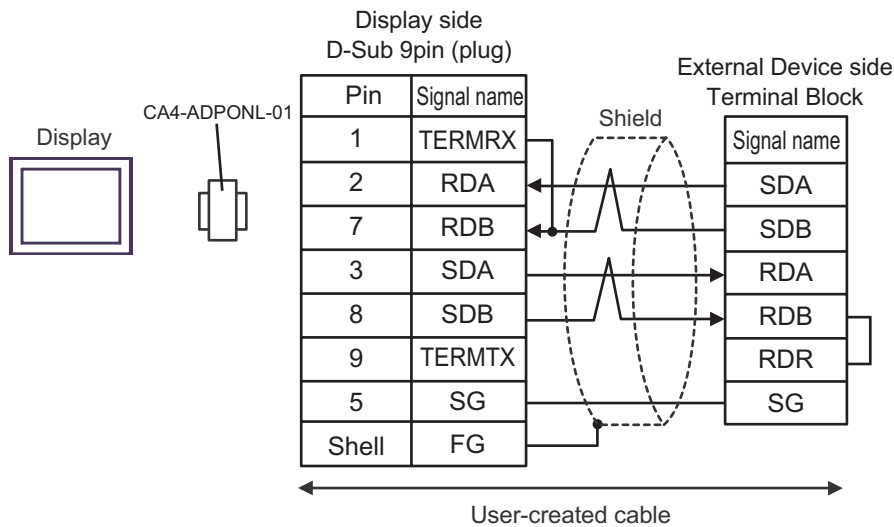 Display side
D-Sub 9pin (plug)
External Device side
Terminal Block
CA4-ADPONL-01
Display
Shield
Pin Signal name
1 TERMRX
2 RDA
7 RDB
3 SDA
8 SDB
9 TERMTX
5 SG
Shell FG
Signal name
SDA
SDB
RDA
RDB
RDR
SG
User-created cable